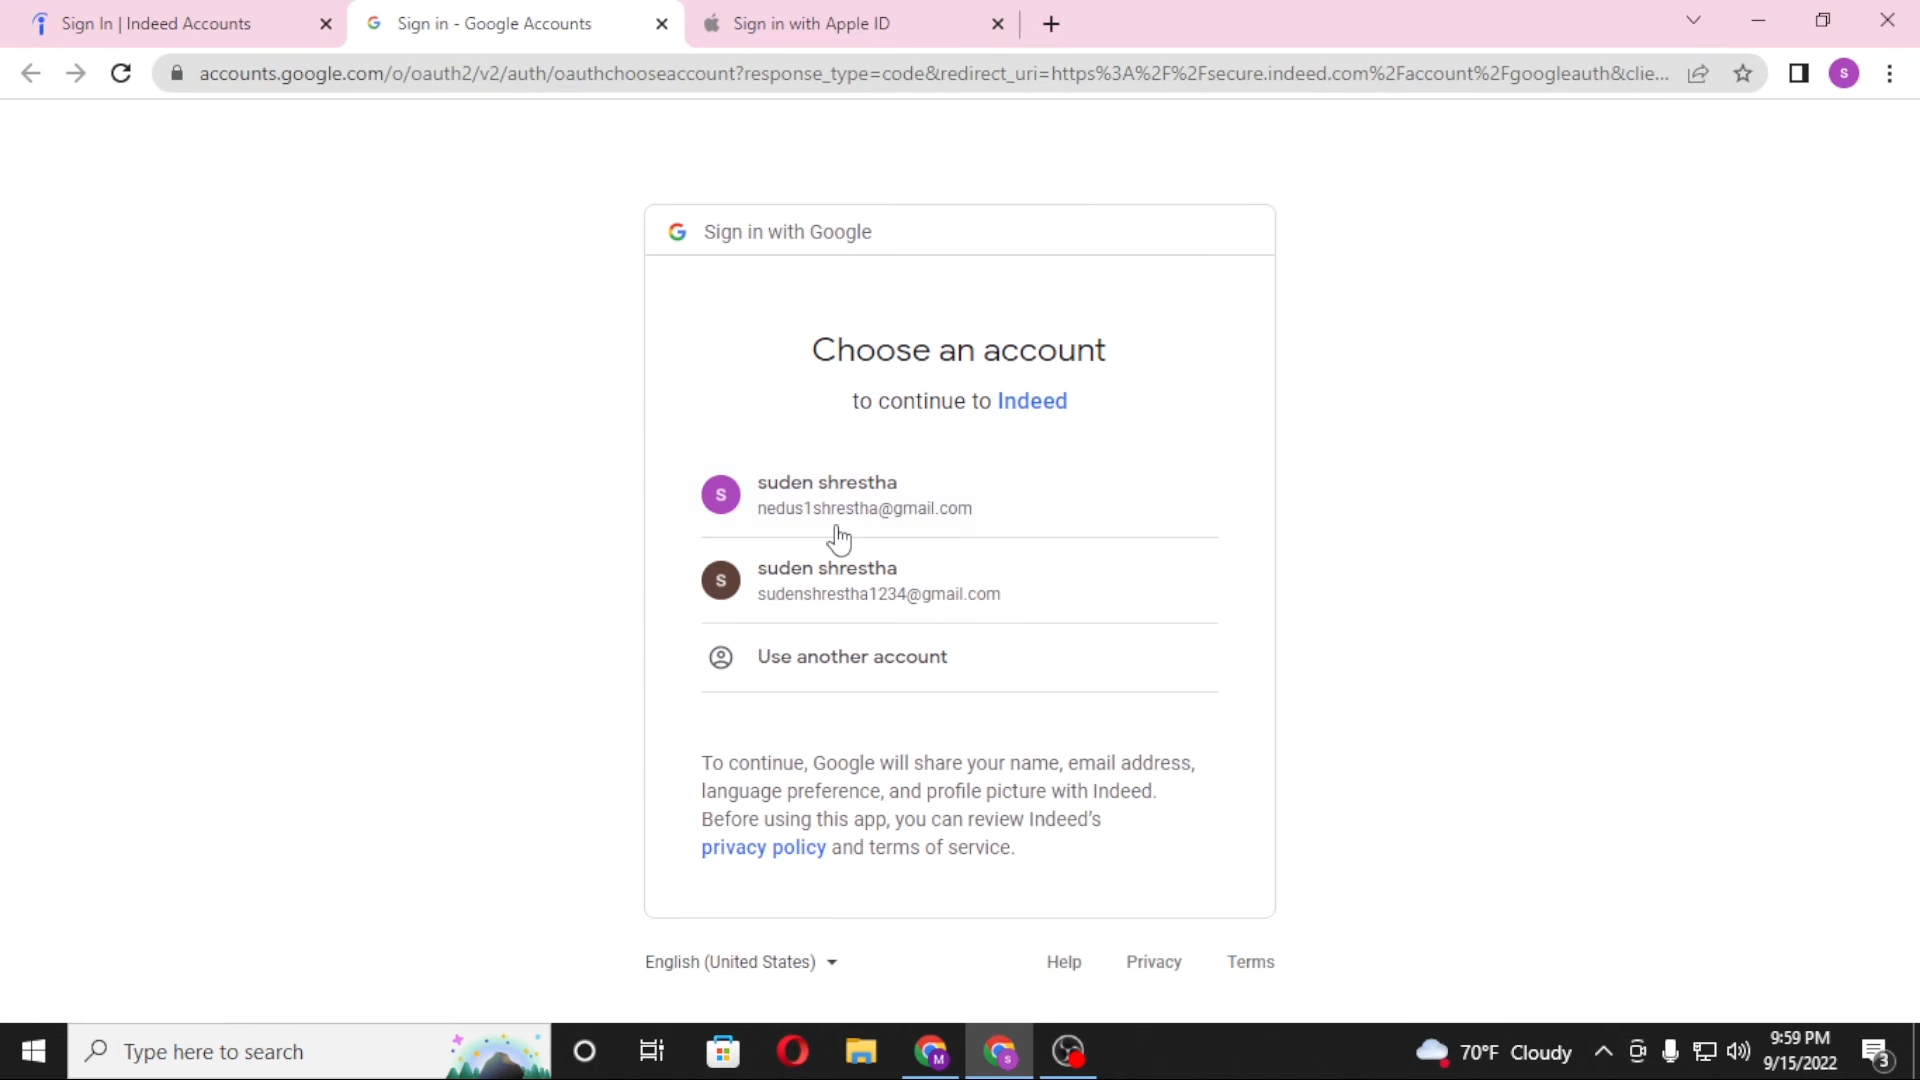 Sign In | Indeed Accounts
Sign in - Google Accounts
Sign in with Apple ID
accounts.google.com/o/oauth2/v2/auth/oauthchooseaccount?response_type=code&redirect_uri=https%3A%2F%2Fsecure.indeed.com%2Faccount%2Fgoogleauth&clie...
S
G Sign in with Google
Choose an account
to continue to Indeed
S
suden shrestha
nedus1shrestha@gmail.com
S
suden shrestha
sudenshrestha1234@gmail.com
Use another account
To continue, Google will share your name, email address,
language preference, and profile picture with Indeed.
Before using this app, you can review Indeed's
privacy policy and terms of service.
English (United States)
Help Privacy Terms
Type here to search
M
S
70°F Cloudy
9:59 PM
9/15/2022
3